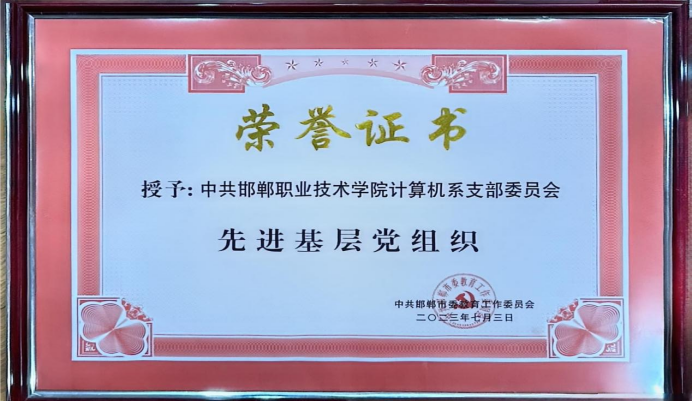 荣誉证书
授予:中共邯郸职业技术学院计算机系支部委员会
先进基层党组织
中共邯郸市委教育工作委员会
二〇二三年七月三日